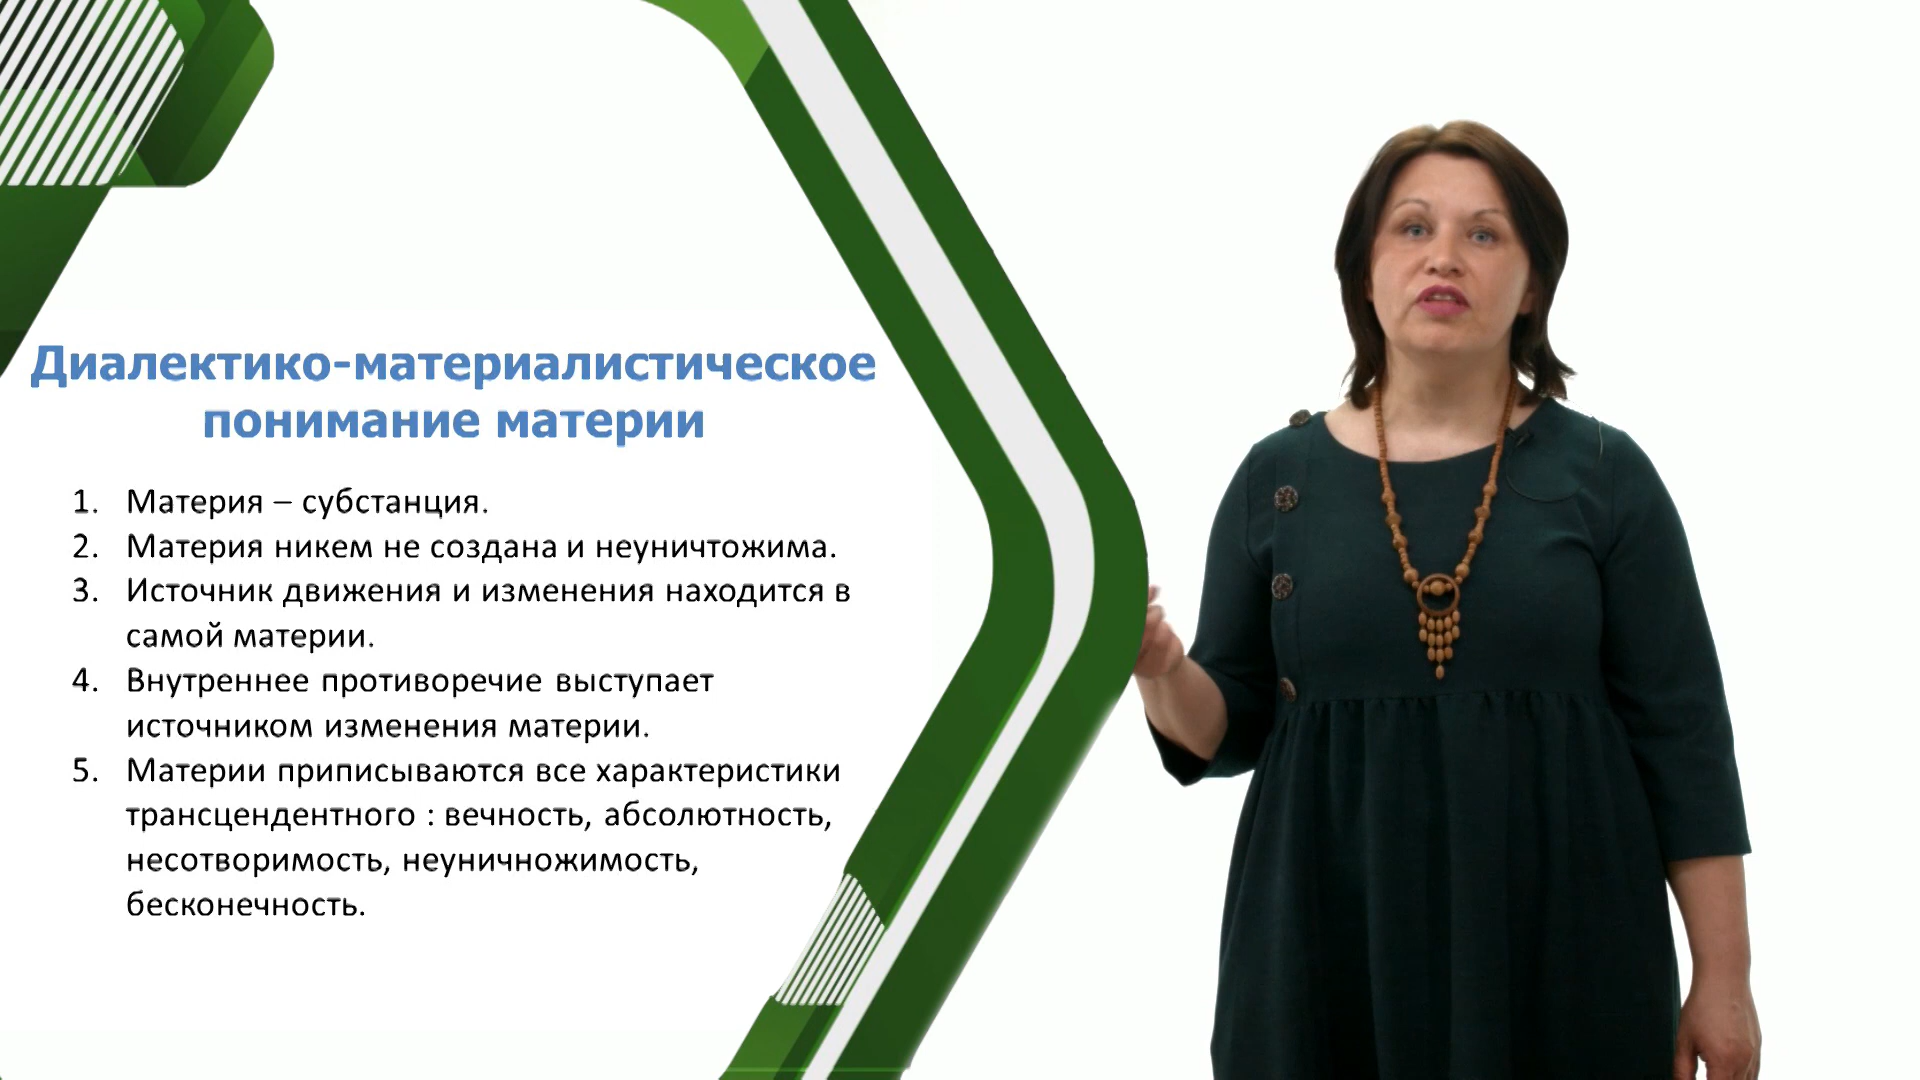 Диалектико-материалистическое
понимание материи
1. Материя – субстанция.
2. Материя никем не создана и неуничтожима.
3. Источник движения и изменения находится в
самой материи.
4. Внутреннее противоречие выступает
источником изменения материи.
5. Материи приписываются все характеристики
трансцендентного : вечность, абсолютность,
несотворимость, неуничножимость,
бесконечность.